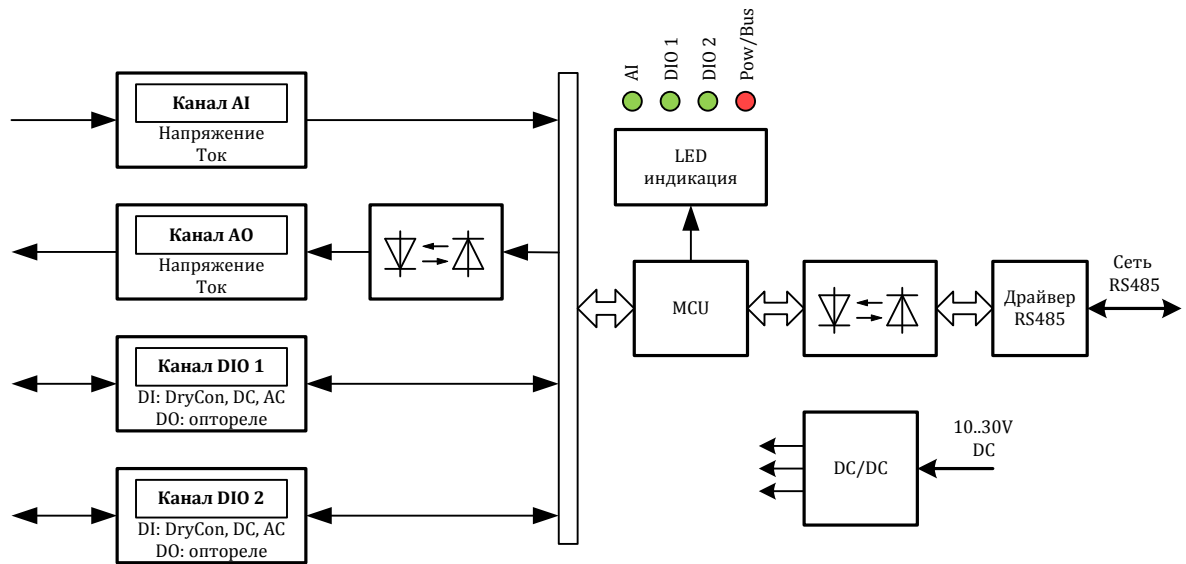 Канал AI
Напряжение
Ток
Канал AO
Напряжение
Ток
Канал DIO 1
DI: DryCon, DC, AC
DO: оптореле
Канал DIO 2
DI: DryCon, DC, AC
DO: оптореле
AI
DIO 1
DIO 2
Pow/Bus
LED
индикация
MCU
Драйвер
RS485
Сеть
RS485
DC/DC
10..30V
DC